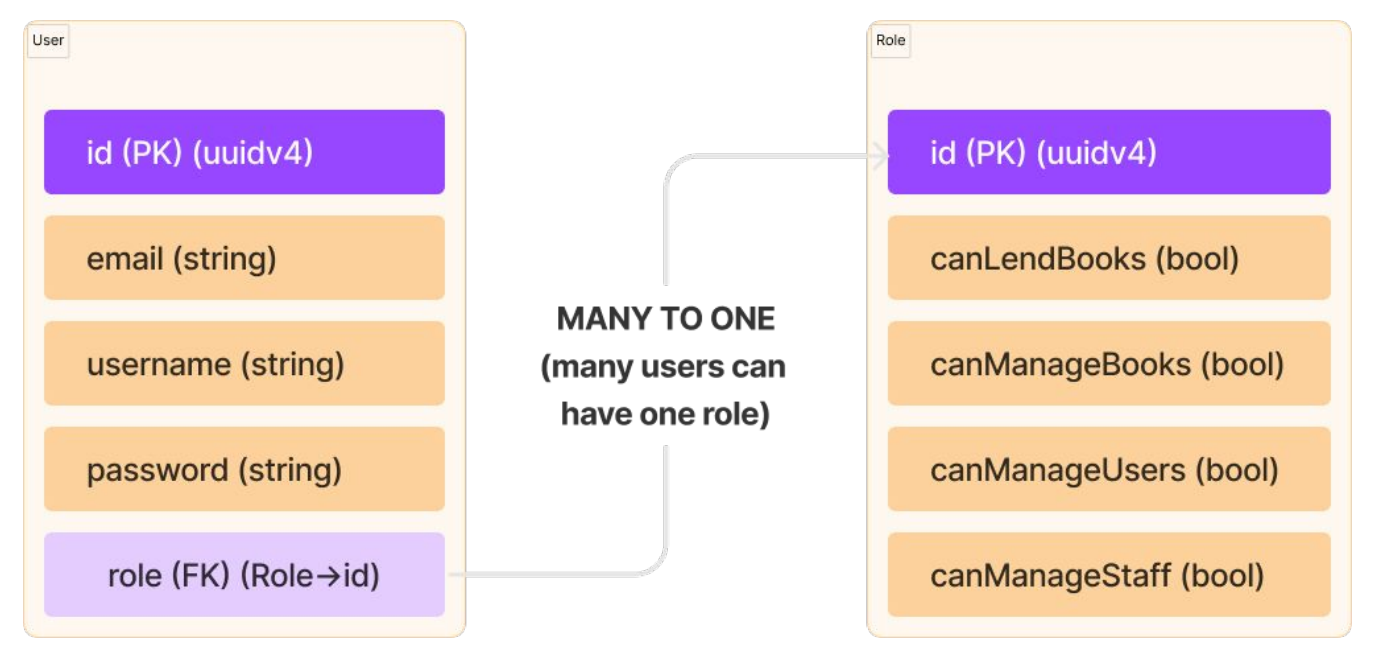 User
id (PK) (uuidv4)
email (string)
username (string)
password (string)
role (FK) (Role→id)
MANY TO ONE
(many users can
have one role)
Role
id (PK) (uuidv4)
canLendBooks (bool)
canManageBooks (bool)
canManageUsers (bool)
canManageStaff (bool)